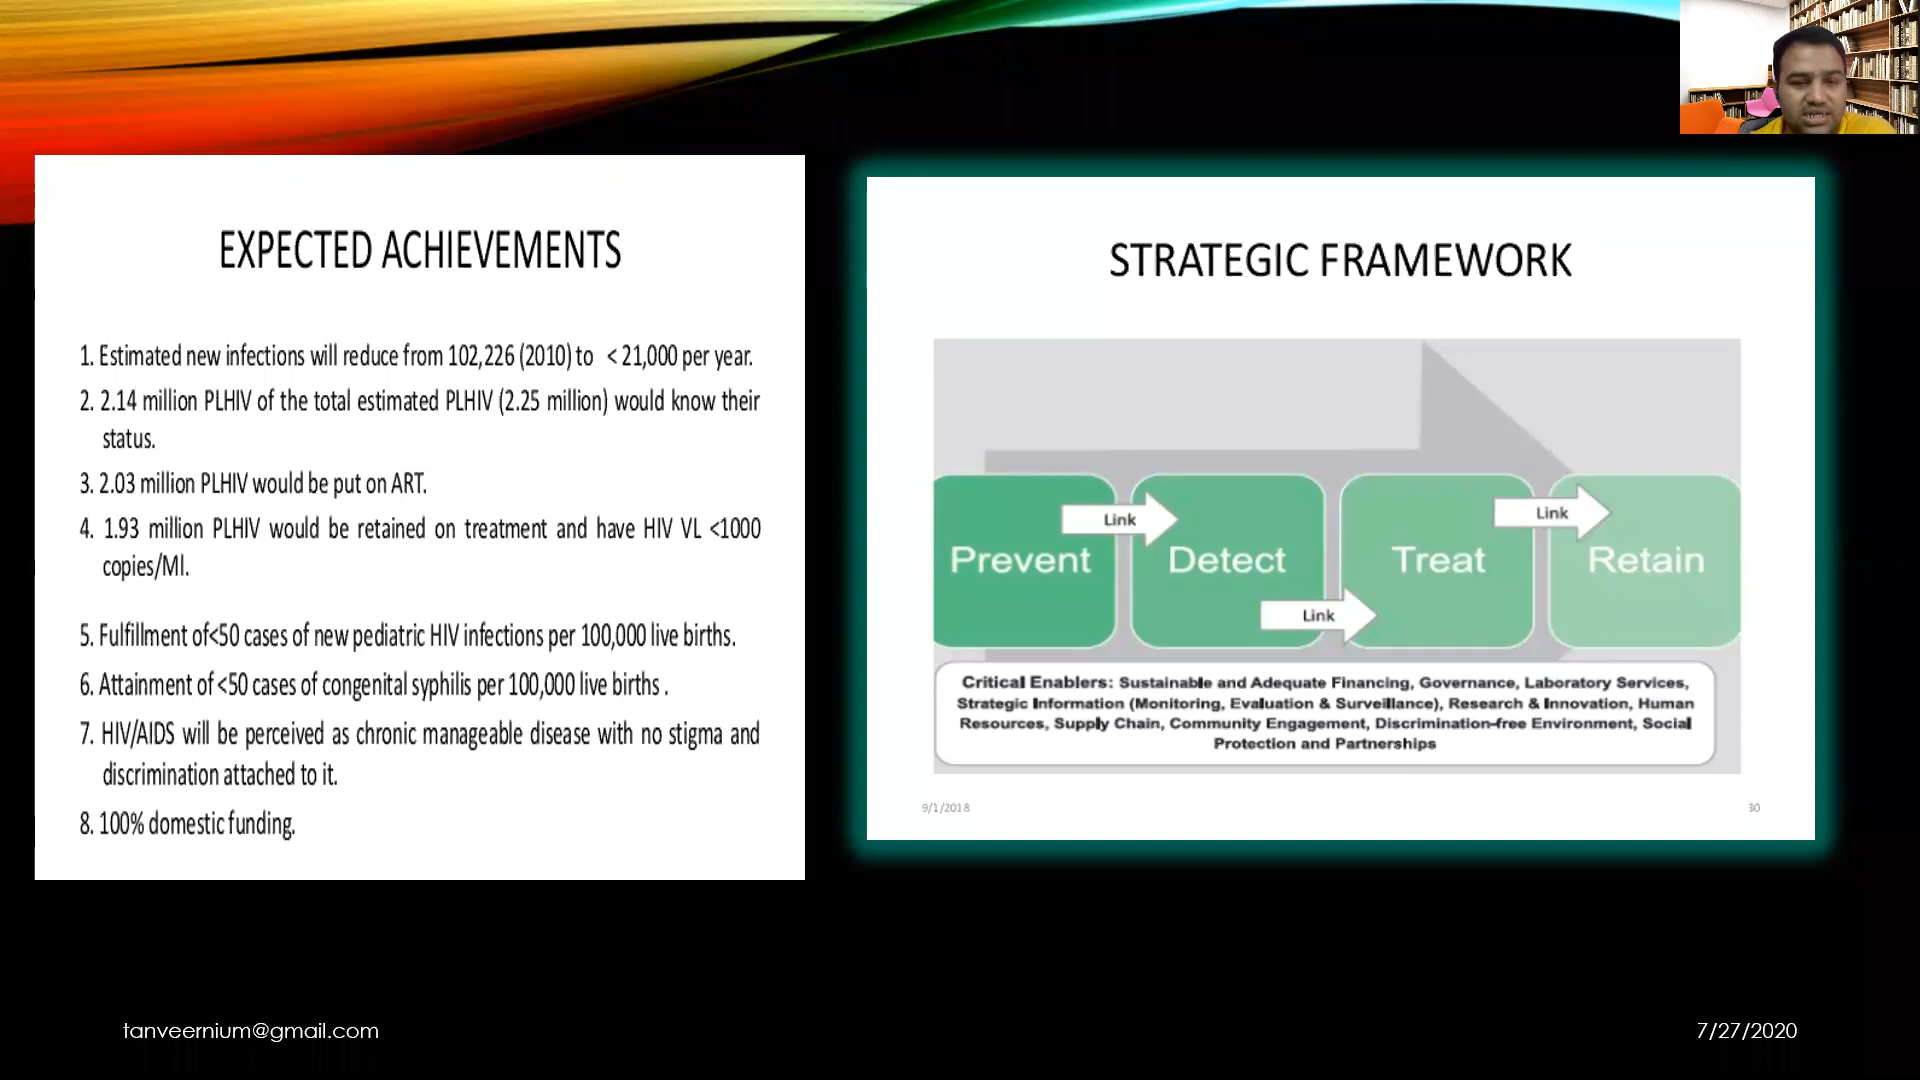 EXPECTED ACHIEVEMENTS
1. Estimated new infections will reduce from 102,226 (2010) to < 21,000 per year.
2. 2.14 million PLHIV of the total estimated PLHIV (2.25 million) would know their
status.
3. 2.03 million PLHIV would be put on ART.
4. 1.93 million PLHIV would be retained on treatment and have HIV VL <1000
copies/Ml.
5. Fulfillment of<50 cases of new pediatric HIV infections per 100,000 live births.
6. Attainment of <50 cases of congenital syphilis per 100,000 live births .
7. HIV/AIDS will be perceived as chronic manageable disease with no stigma and
discrimination attached to it.
8. 100% domestic funding.
STRATEGIC FRAMEWORK
Prevent
Link
Detect
Link
Treat
Link
Retain
Critical Enablers: Sustainable and Adequate Financing, Governance, Laboratory Services,
Strategic Information (Monitoring, Evaluation & Surveillance), Research & Innovation, Human
Resources, Supply Chain, Community Engagement, Discrimination-free Environment, Social
Protection and Partnerships
9/1/2018
30
tanveernium@gmail.com
7/27/2020